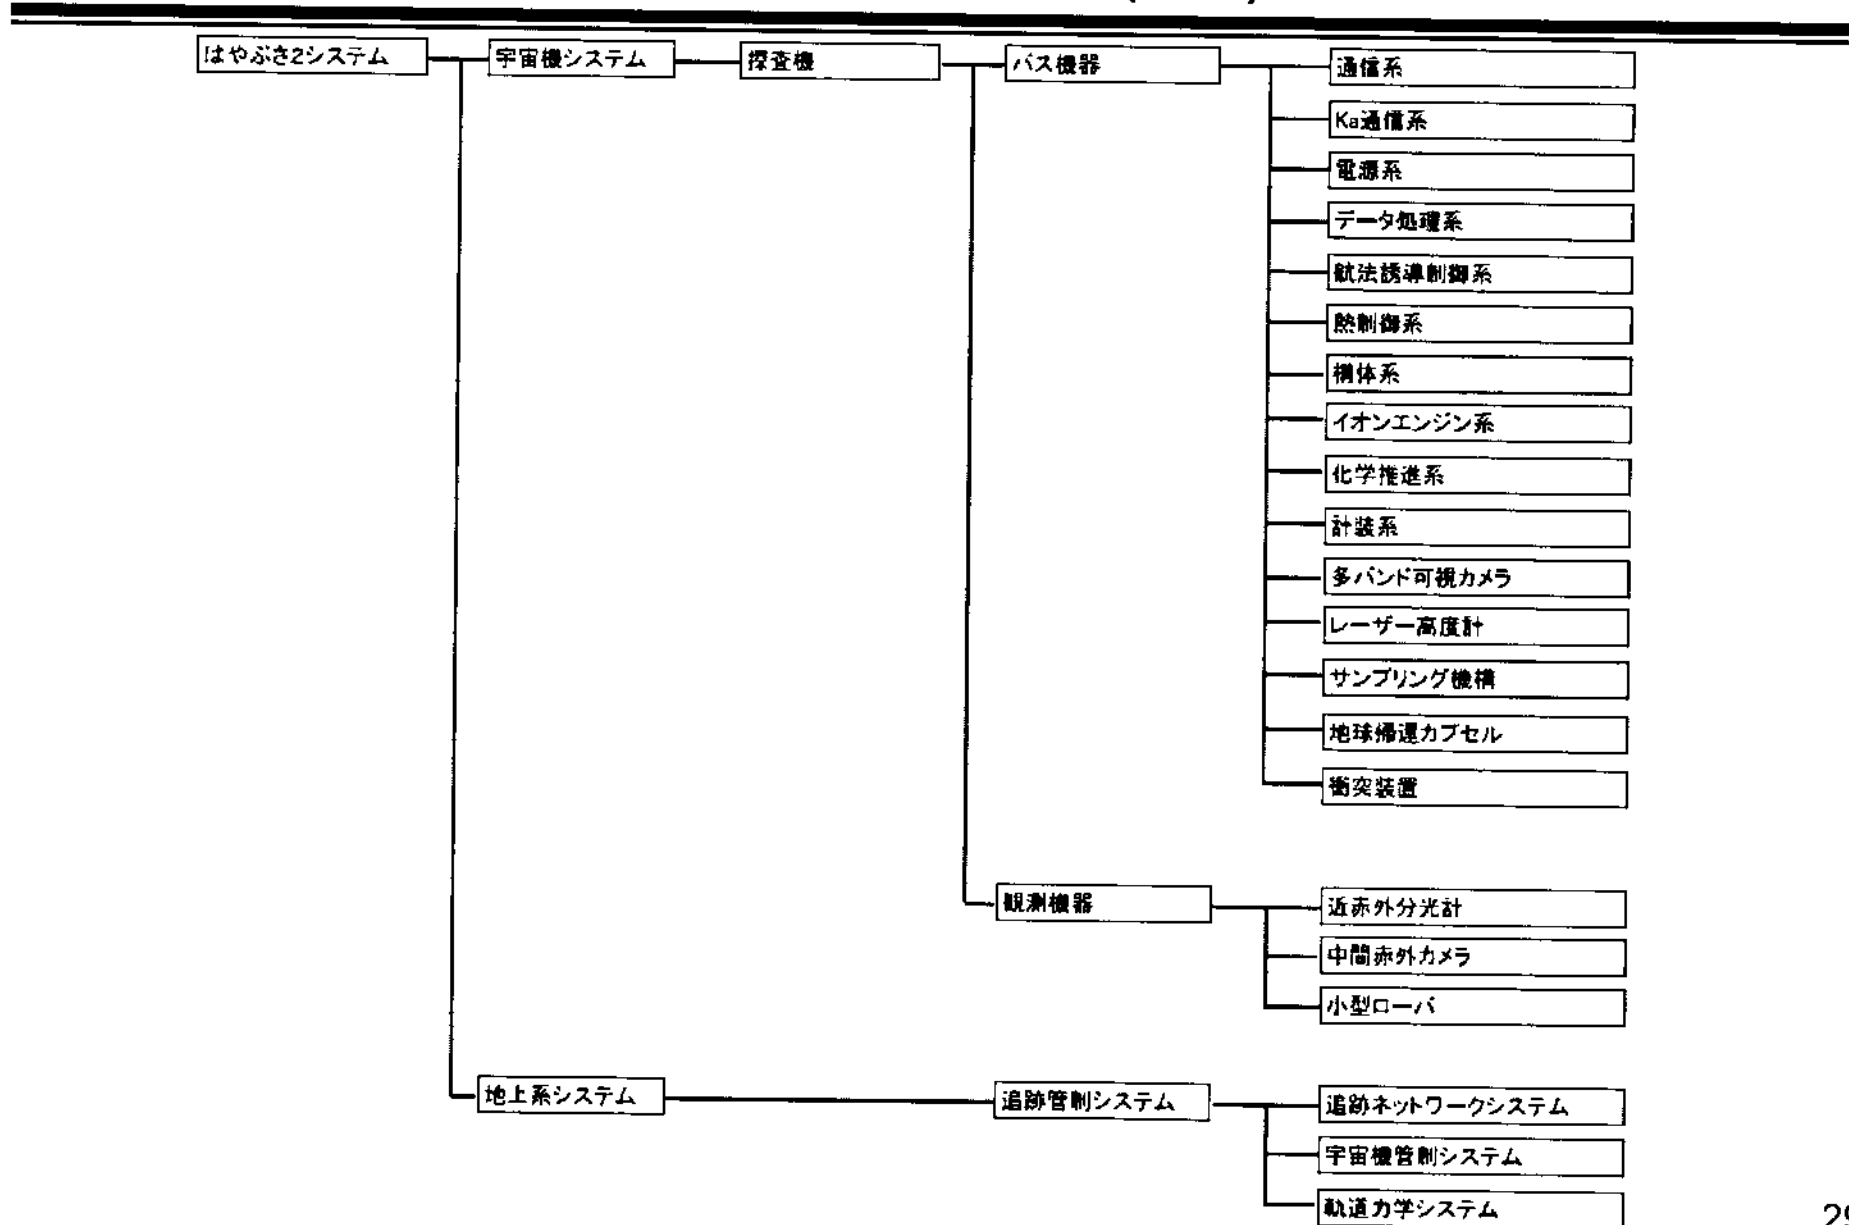 はやぶさ2システム
宇宙機システム
探査機
バス機器
通信系
Ka通信系
電源系
データ処理系
航法誘導制御系
熱制御系
構体系
イオンエンジン系
化学推進系
計装系
多バンド可視カメラ
レーザー高度計
サンプリング機構
地球帰還カプセル
衝突装置
観測機器
近赤外分光計
中間赤外カメラ
小型ローバ
地上系システム
追跡管制システム
追跡ネットワークシステム
宇宙機管制システム
軌道力学システム